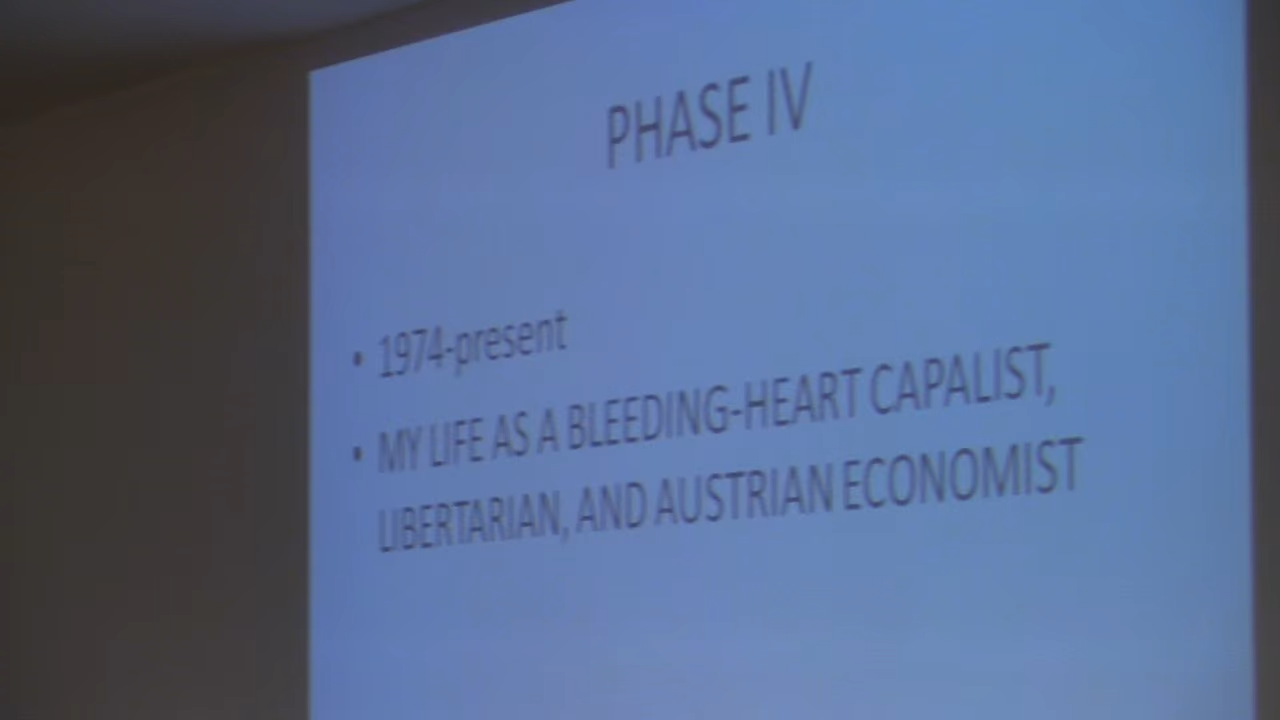 PHASE IV
• 1974-present
• MY LIFE AS A BLEEDING-HEART CAPALIST,
LIBERTARIAN, AND AUSTRIAN ECONOMIST